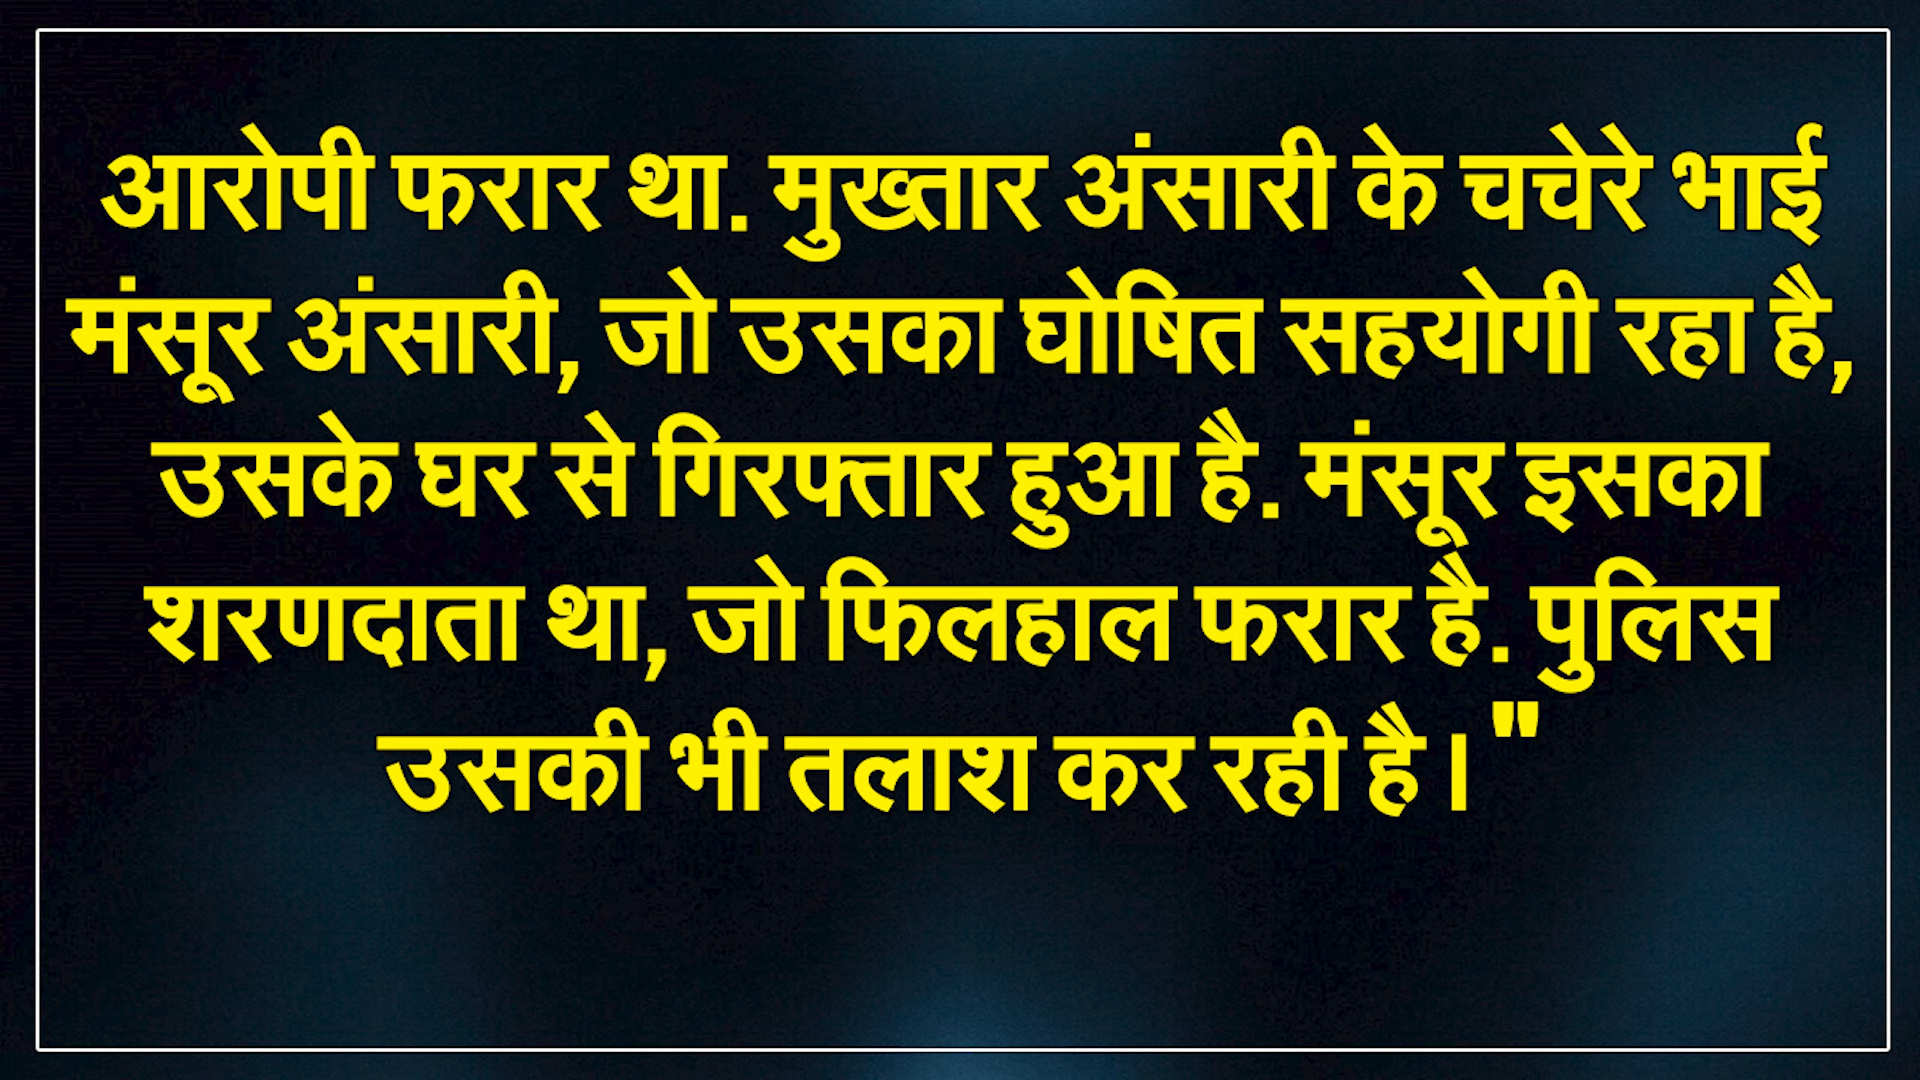 आरोपी फरार था. मुख्तार अंसारी के चचेरे भाई
मंसूर अंसारी, जो उसका घोषित सहयोगी रहा है,
उसके घर से गिरफ्तार हुआ है. मंसूर इसका
शरणदाता था, जो फिलहाल फरार है. पुलिस
उसकी भी तलाश कर रही है।"